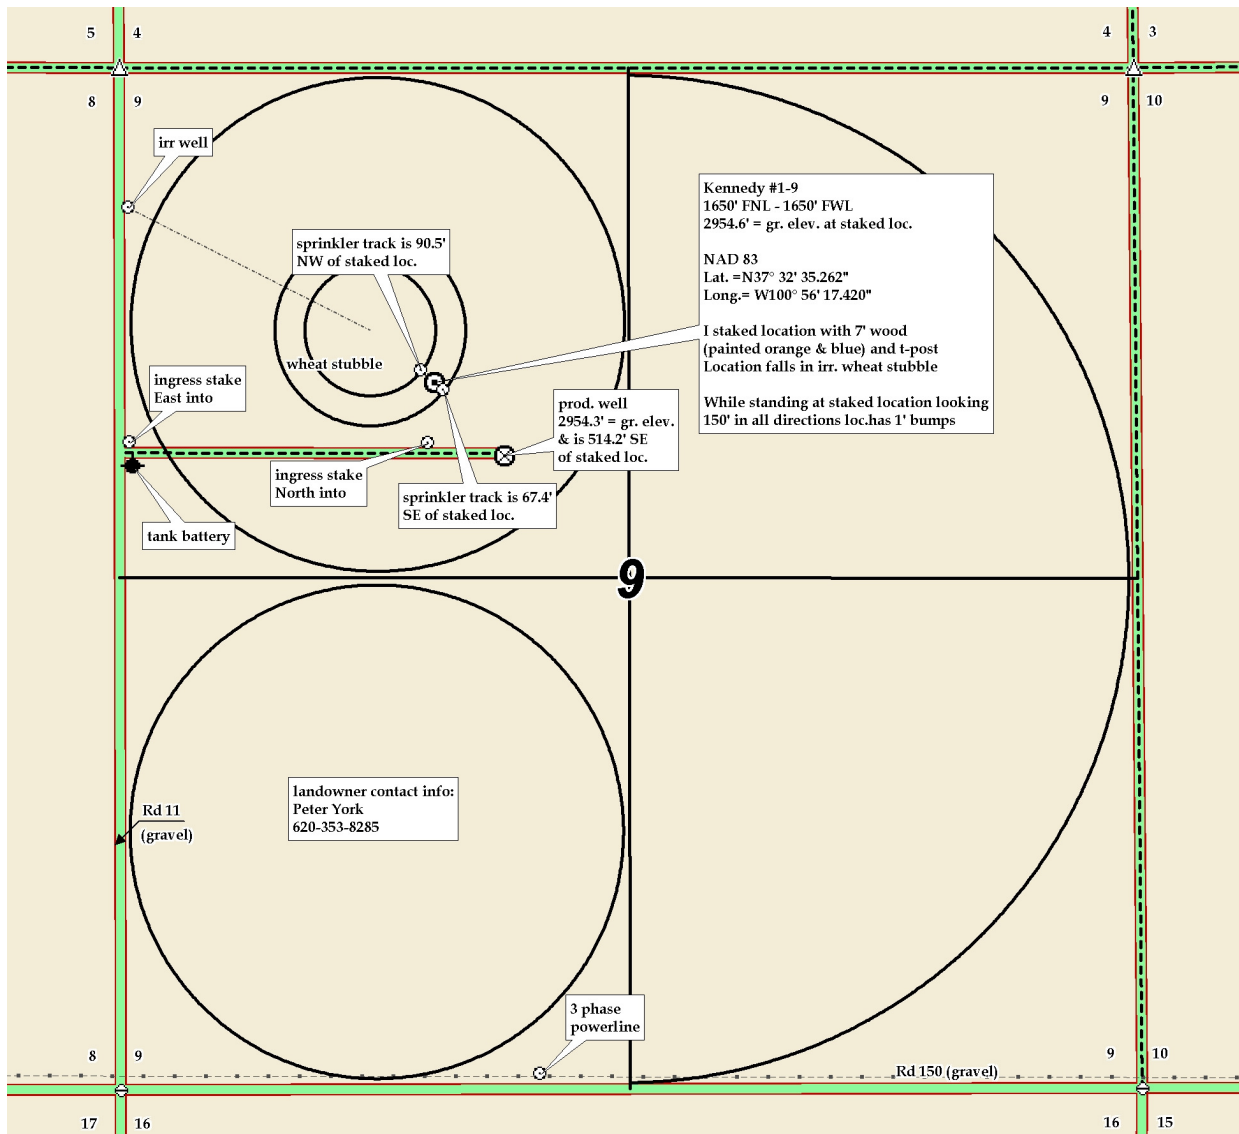 5 4
4 3
8 9
9 10
irr well
Kennedy #1-9
1650' FNL - 1650' FWL
2954.6' = gr. elev. at staked loc.
NAD 83
Lat. =N37° 32' 35.262"
Long.= W100° 56' 17.420"
I staked location with 7' wood
(painted orange & blue) and t-post
Location falls in irr. wheat stubble
While standing at staked location looking
150' in all directions loc.has 1' bumps
sprinkler track is 90.5'
NW of staked loc.
wheat stubble
ingress stake
East into
prod. well
2954.3' = gr. elev.
& is 514.2' SE
of staked loc.
ingress stake
North into
sprinkler track is 67.4'
SE of staked loc.
tank battery
9
landowner contact info:
Peter York
620-353-8285
Rd 11
(gravel)
3 phase
powerline
8 9
9 10
Rd 150 (gravel)
17 16
16 15